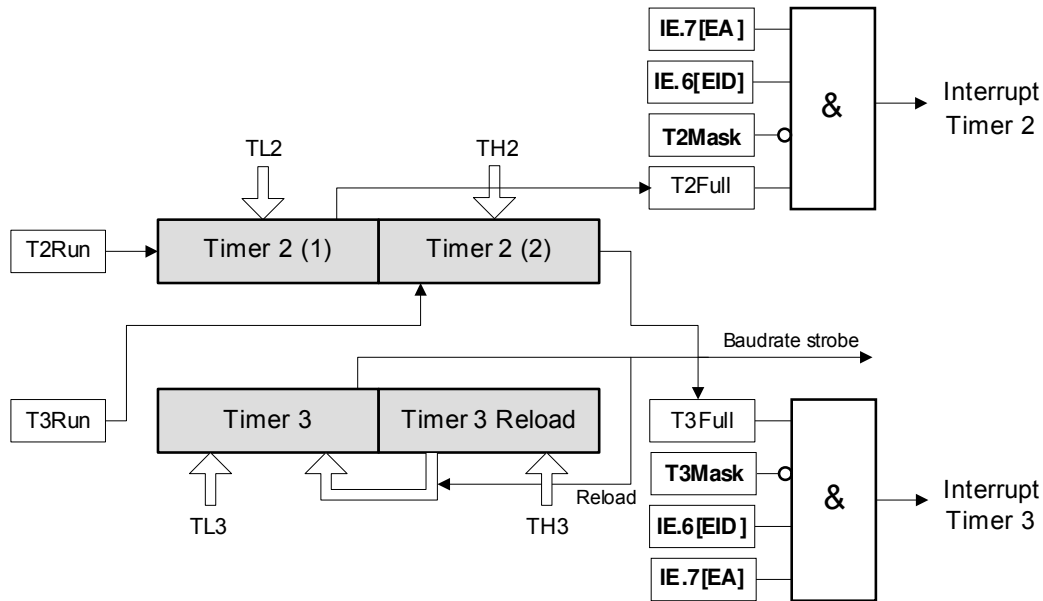 IE.7[EA]
IE.6[EID]
T2Mask
T2Full
&
Interrupt
Timer 2
TL2
TH2
T2Run
Timer 2 (1)
Timer 2 (2)
Baudrate strobe
T3Run
Timer 3
Timer 3 Reload
TL3
TH3
Reload
T3Full
T3Mask
IE.6[EID]
IE.7[EA]
&
Interrupt
Timer 3